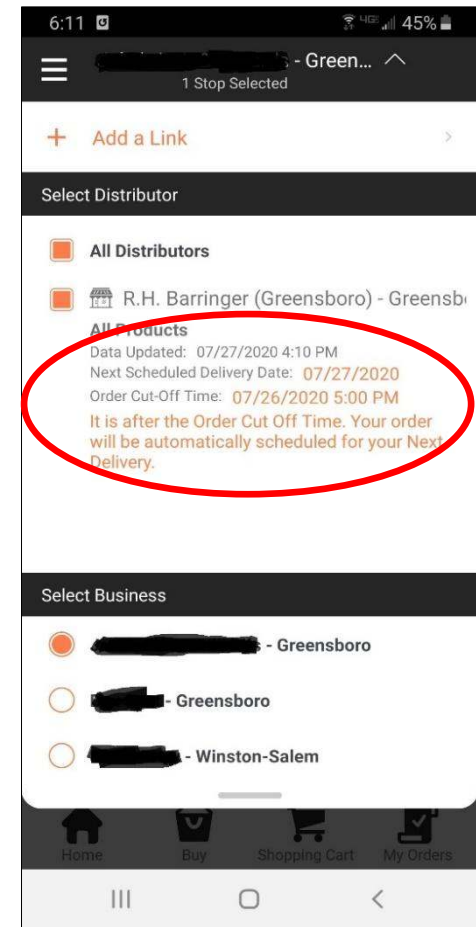 6:11 45%
- Green...
1 Stop Selected
+ Add a Link
Select Distributor
All Distributors
R.H. Barringer (Greensboro) - Greensb
All Products
Data Updated: 07/27/2020 4:10 PM
Next Scheduled Delivery Date: 07/27/2020
Order Cut-Off Time: 07/26/2020 5:00 PM
It is after the Order Cut Off Time. Your order
will be automatically scheduled for your Next
Delivery.
Select Business
- Greensboro
- Greensboro
- Winston-Salem
Home Buy Shopping Cart My Orders